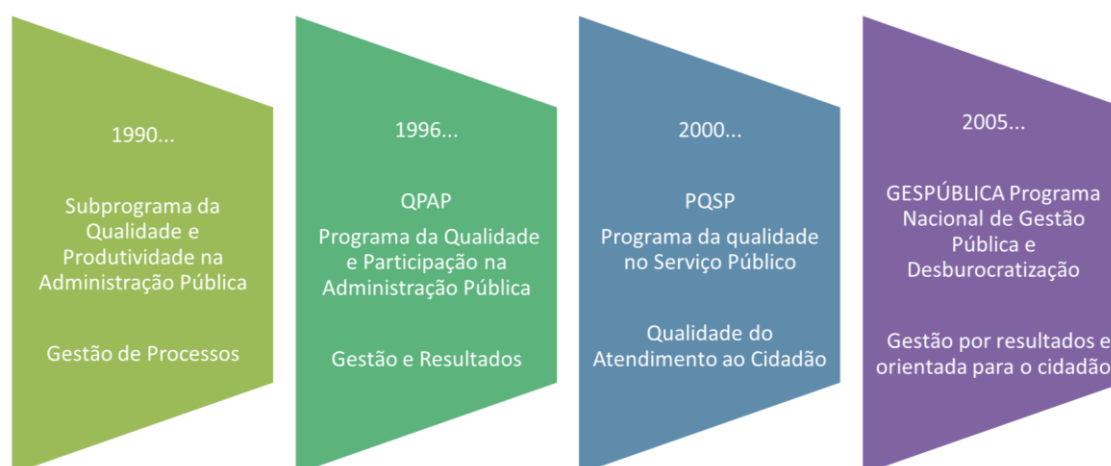 1990...
Subprograma da
Qualidade e
Produtividade na
Administração Pública
Gestão de Processos
1996...
QPAP
Programa da Qualidade
e Participação na
Administração Pública
Gestão e Resultados
2000...
PQSP
Programa da qualidade
no Serviço Público
Qualidade do
Atendimento ao Cidadão
2005...
GESPÚBLICA Programa
Nacional de Gestão
Pública e
Desburocratização
Gestão por resultados e
orientada para o cidadão